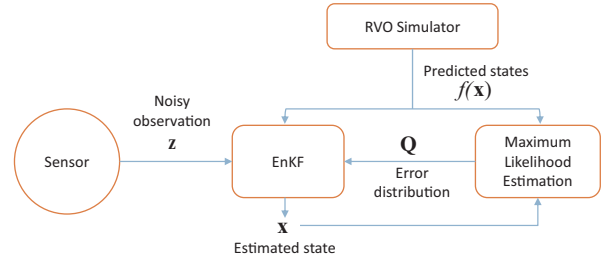 RVO Simulator
Predicted states
f(x)
Noisy
observation
z
Sensor
EnKF
Q
Error
distribution
Maximum
Likelihood
Estimation
x
Estimated state